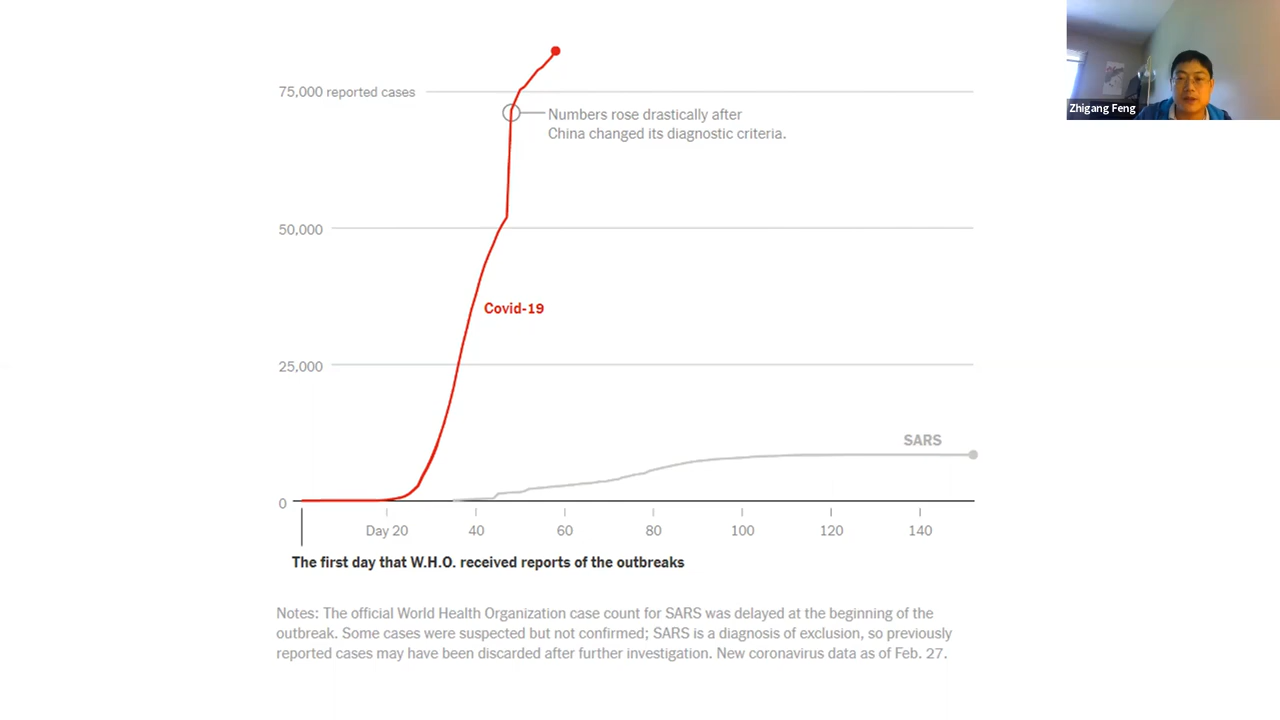 Zhigang Feng
75,000 reported cases
Numbers rose drastically after
China changed its diagnostic criteria.
50,000
Covid-19
25,000
SARS
0
Day 20 40 60 80 100 120 140
The first day that W.H.O. received reports of the outbreaks
Notes: The official World Health Organization case count for SARS was delayed at the beginning of the
outbreak. Some cases were suspected but not confirmed; SARS is a diagnosis of exclusion, so previously
reported cases may have been discarded after further investigation. New coronavirus data as of Feb. 27.